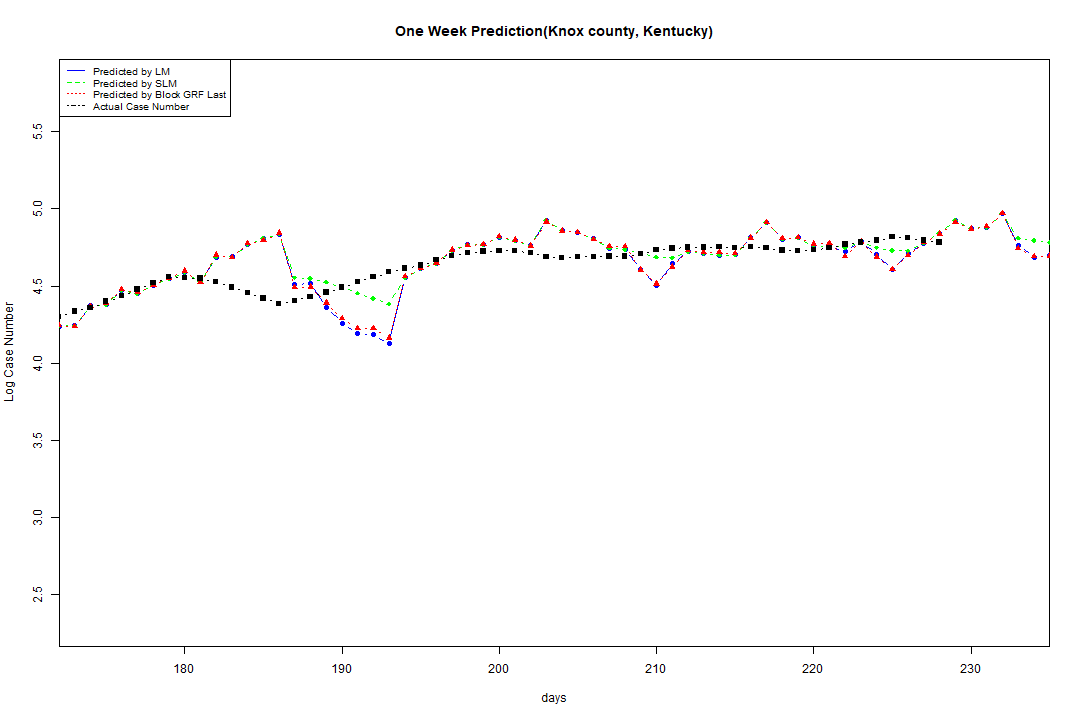 One Week Prediction(Knox county, Kentucky)
Predicted by LM
Predicted by SLM
Predicted by Block GRF Last
Actual Case Number
5.5
5.0
4.5
4.0
3.5
3.0
2.5
Log Case Number
180 190 200 210 220 230
days